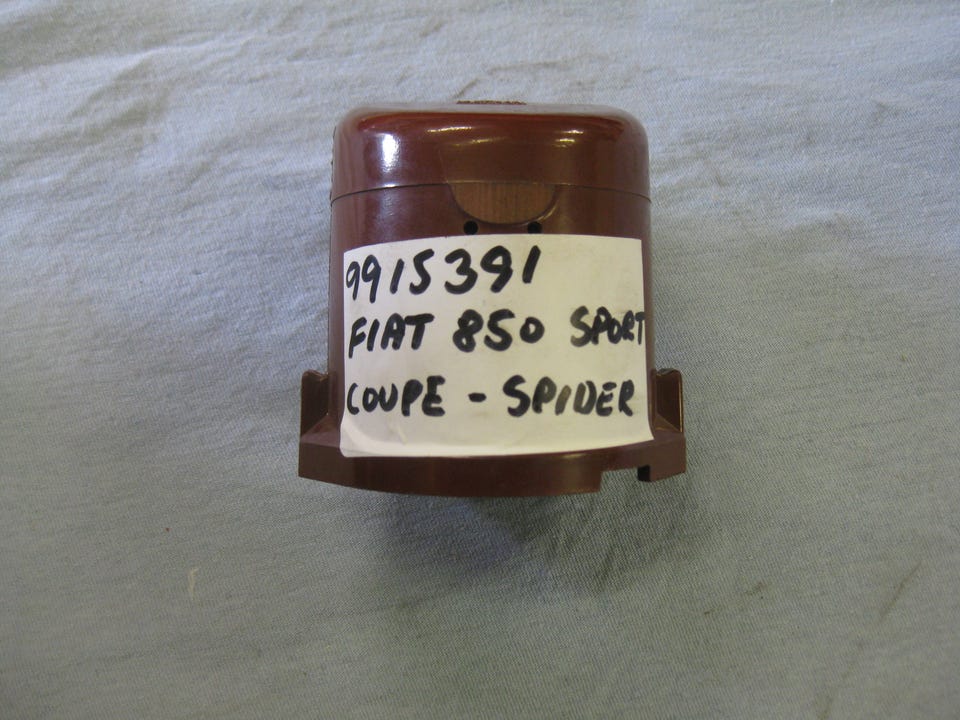 9915391
FIAT 850 SPORT
COUPE - SPIDER